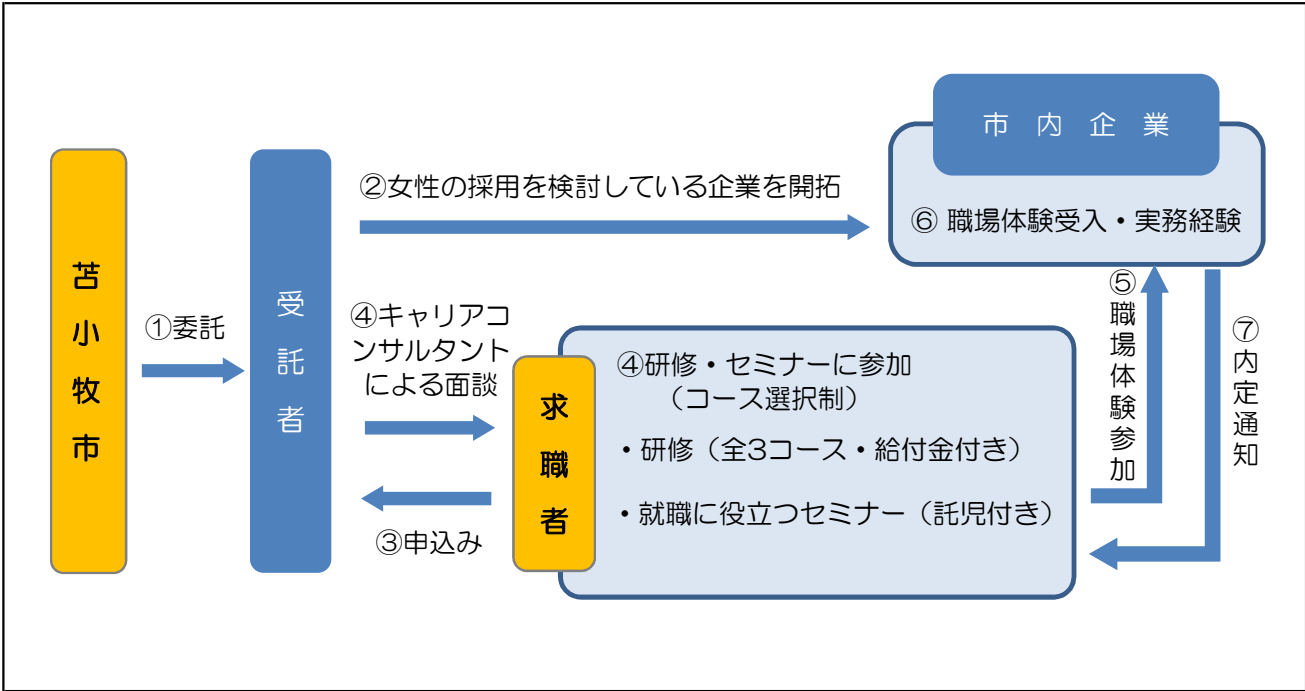 苫小牧市
①委託
受託者
②女性の採用を検討している企業を開拓
④キャリアコ
ンサルタント
による面談
③申込み
求職者
④研修・セミナーに参加
（コース選択制）
・研修（全3コース・給付金付き）
・就職に役立つセミナー（託児付き）
市内企業
⑥ 職場体験受入・実務経験
⑤職場体験参加
⑦内定通知